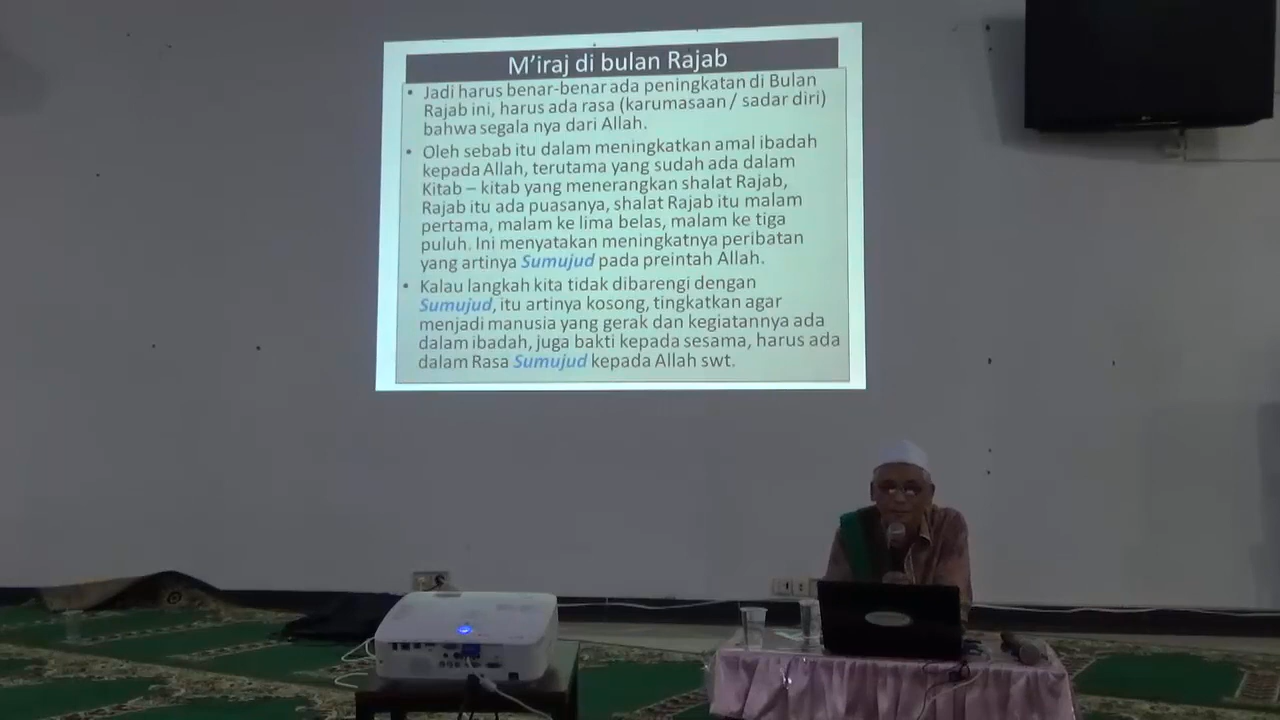 M'iraj di bulan Rajab
• Jadi harus benar-benar ada peningkatan di Bulan
Rajab ini, harus ada rasa (karumasaan / sadar diri)
bahwa segala nya dari Allah.
• Oleh sebab itu dalam meningkatkan amal ibadah
kepada Allah, terutama yang sudah ada dalam
Kitab – kitab yang menerangkan shalat Rajab,
Rajab itu ada puasanya, shalat Rajab itu malam
pertama, malam ke lima belas, malam ke tiga
puluh. Ini menyatakan meningkatnya peribatan
yang artinya Sumujud pada preintah Allah.
• Kalau langkah kita tidak dibarengi dengan
Sumujud, itu artinya kosong, tingkatkan agar
menjadi manusia yang gerak dan kegiatannya ada
dalam ibadah, juga bakti kepada sesama, harus ada
dalam Rasa Sumujud kepada Allah swt.